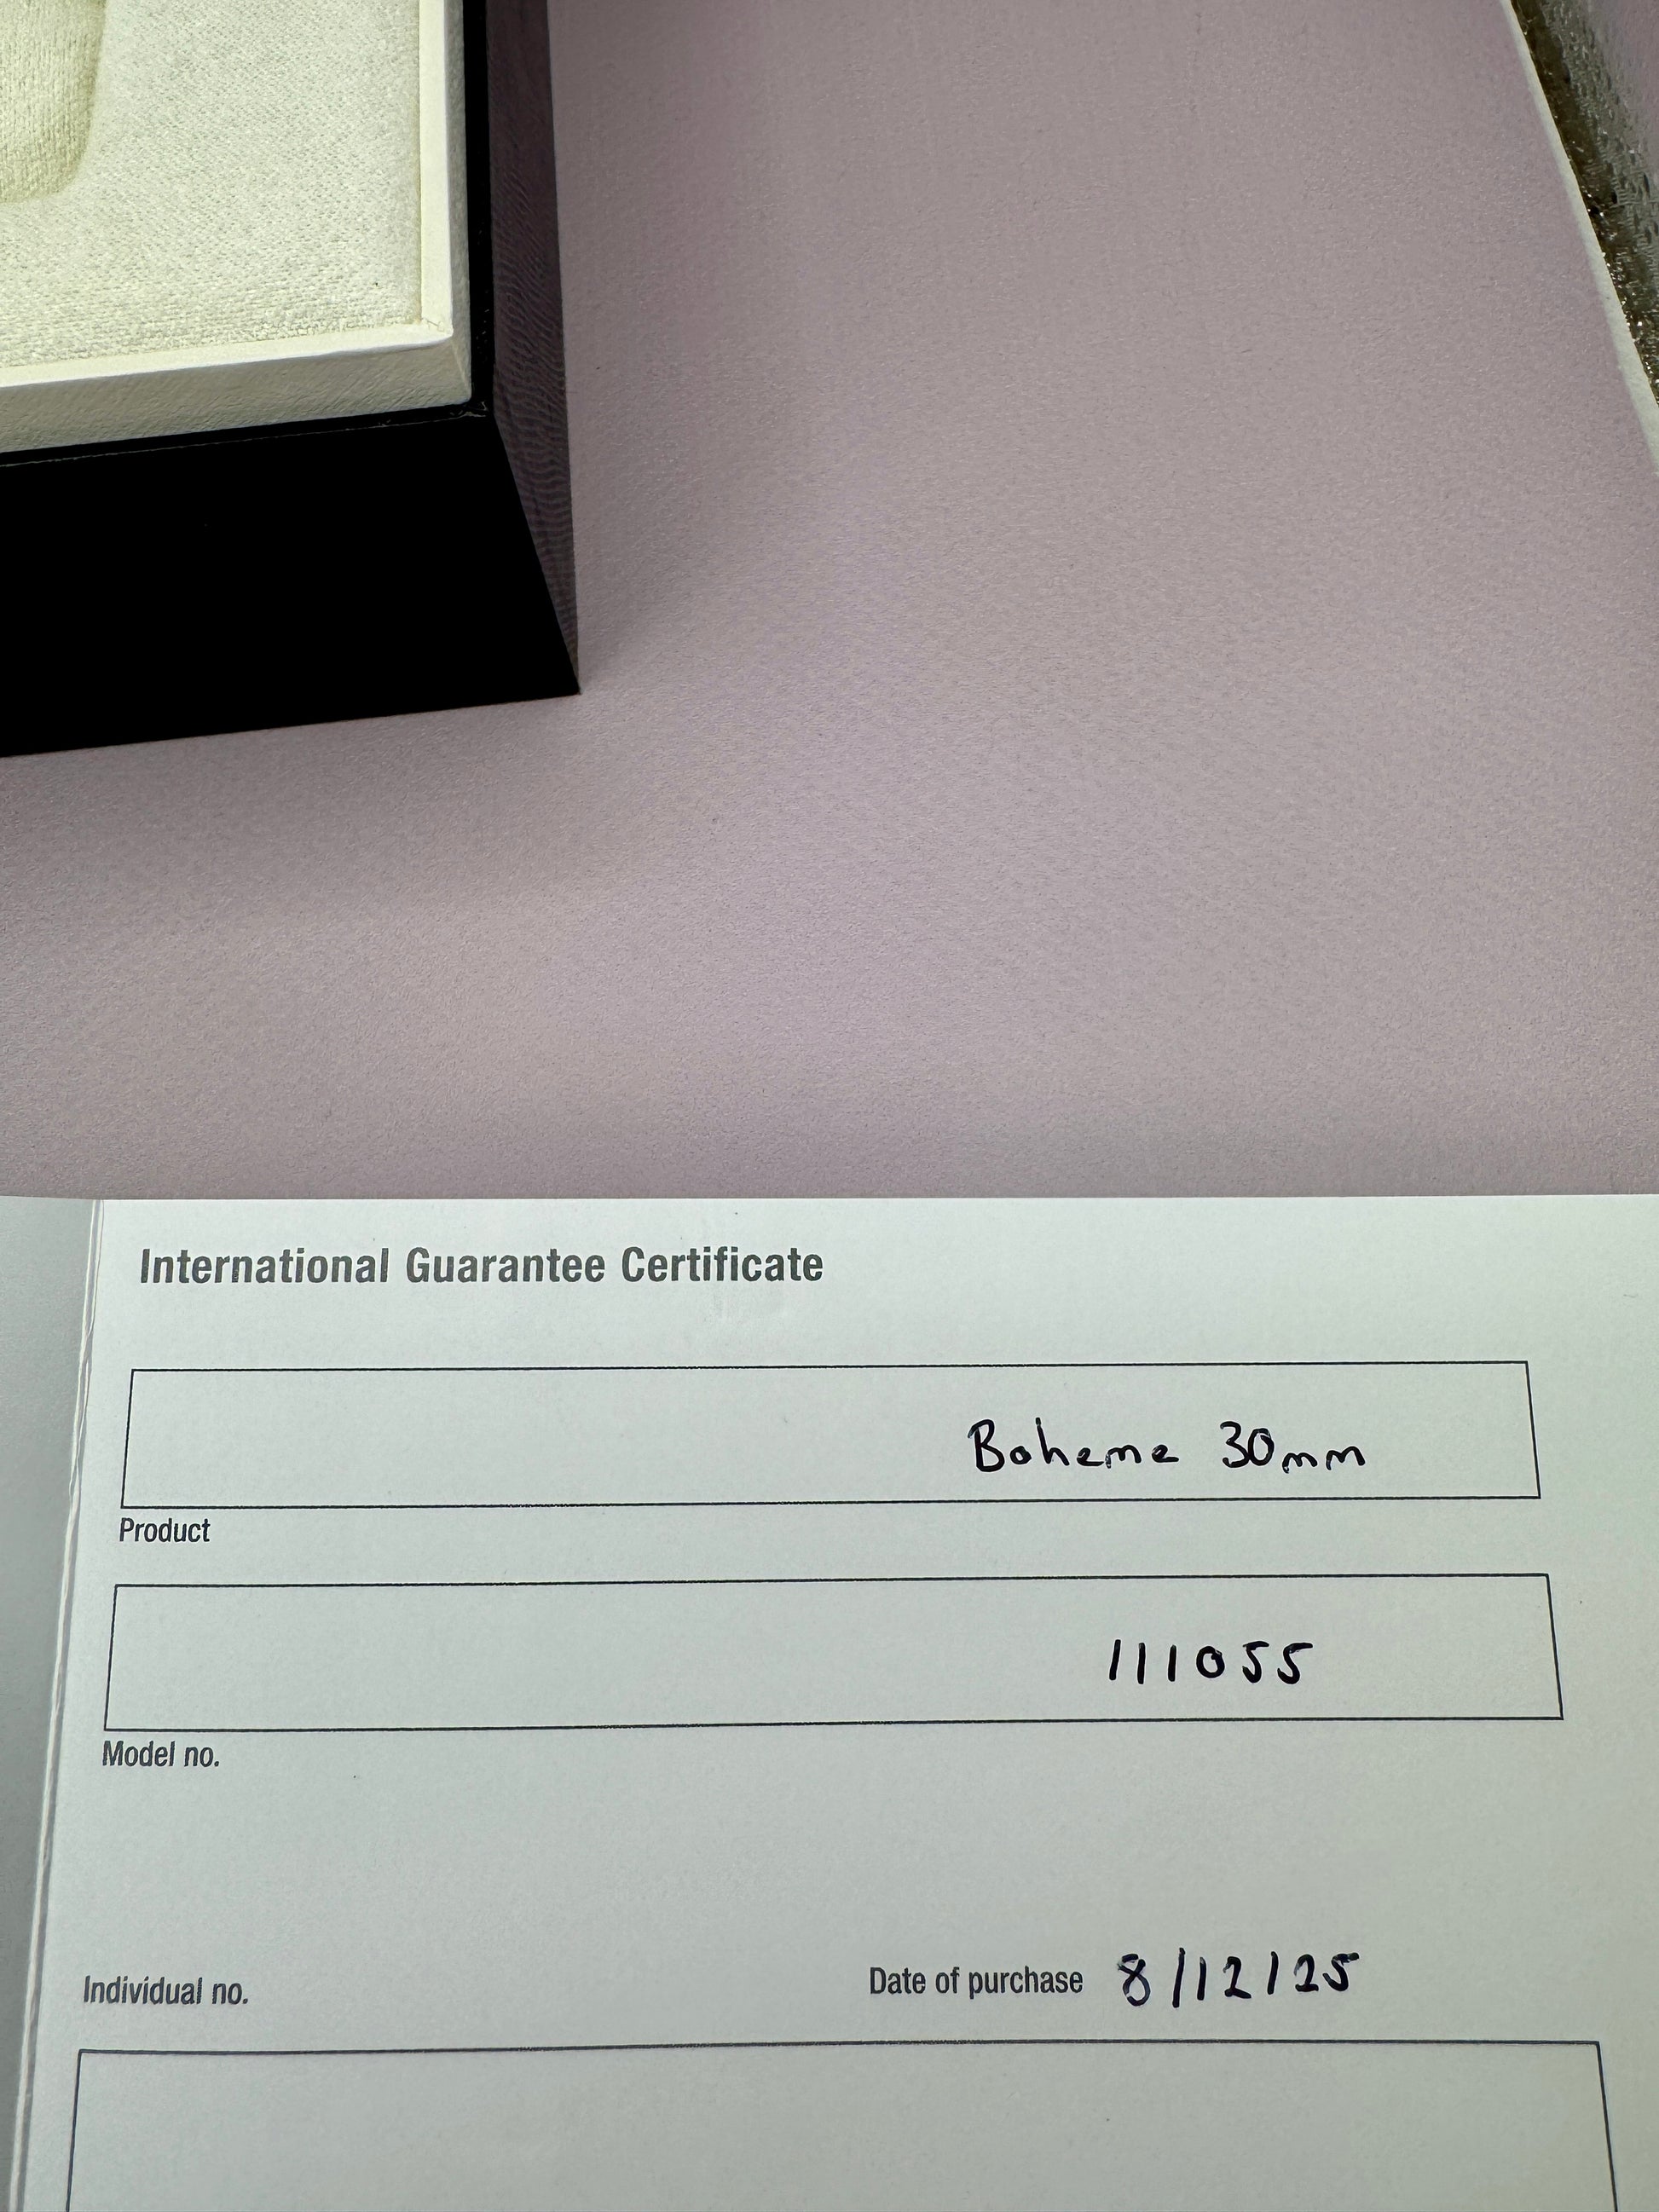 International Guarantee Certificate
Boheme 30mm
Product
111055
Model no.
Individual no. Date of purchase 8/12/25